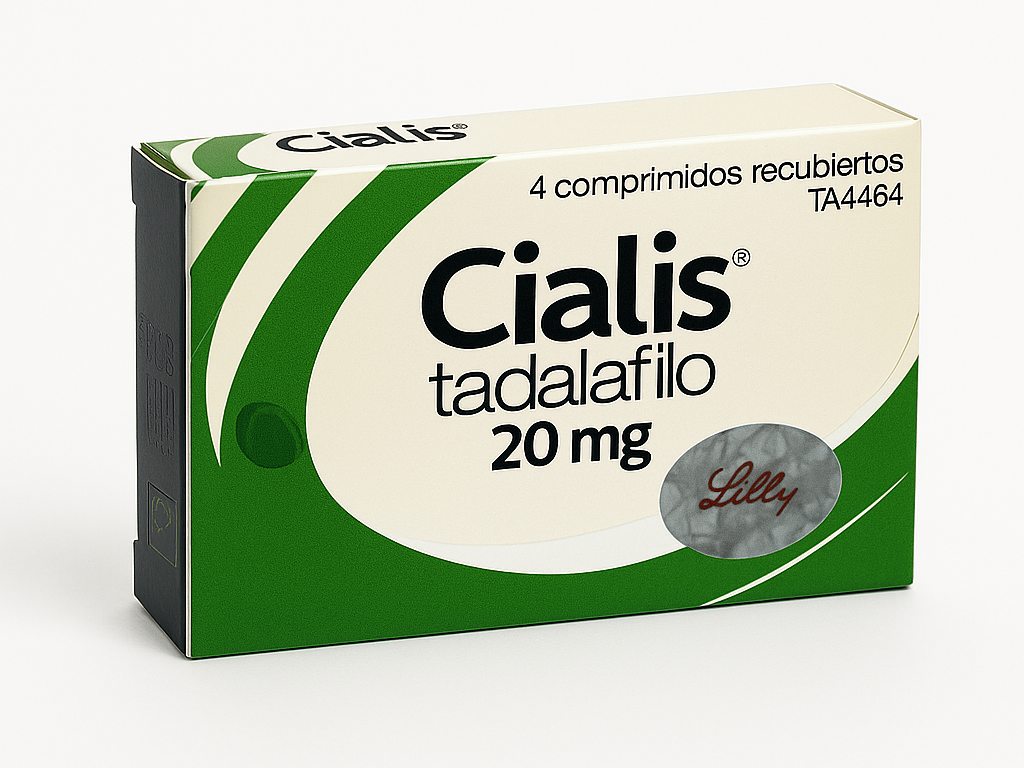 Cialis®
4 comprimidos recubiertos
TA4464
Cialis®
tadalafilo
20 mg
Lilly